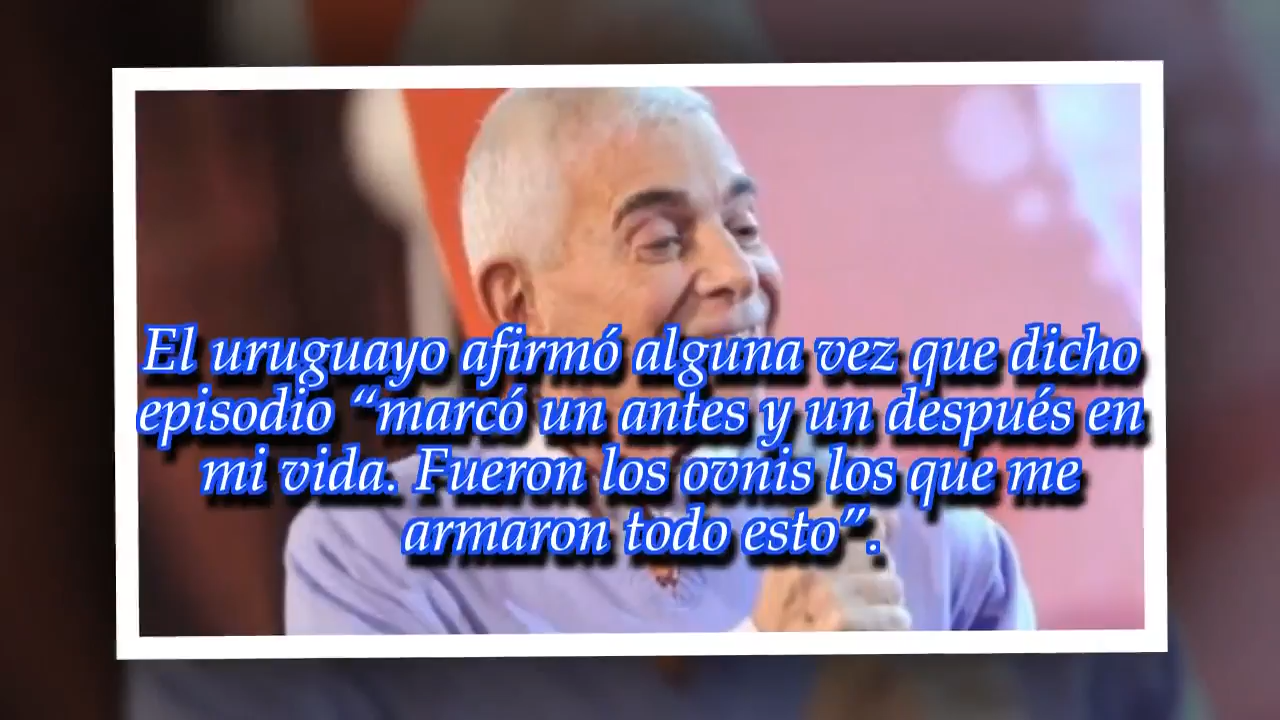 El uruguayo afirmó alguna vez que dicho
episodio “marcó un antes y un después en
mi vida. Fueron los ovnis los que me
armaron todo esto”.